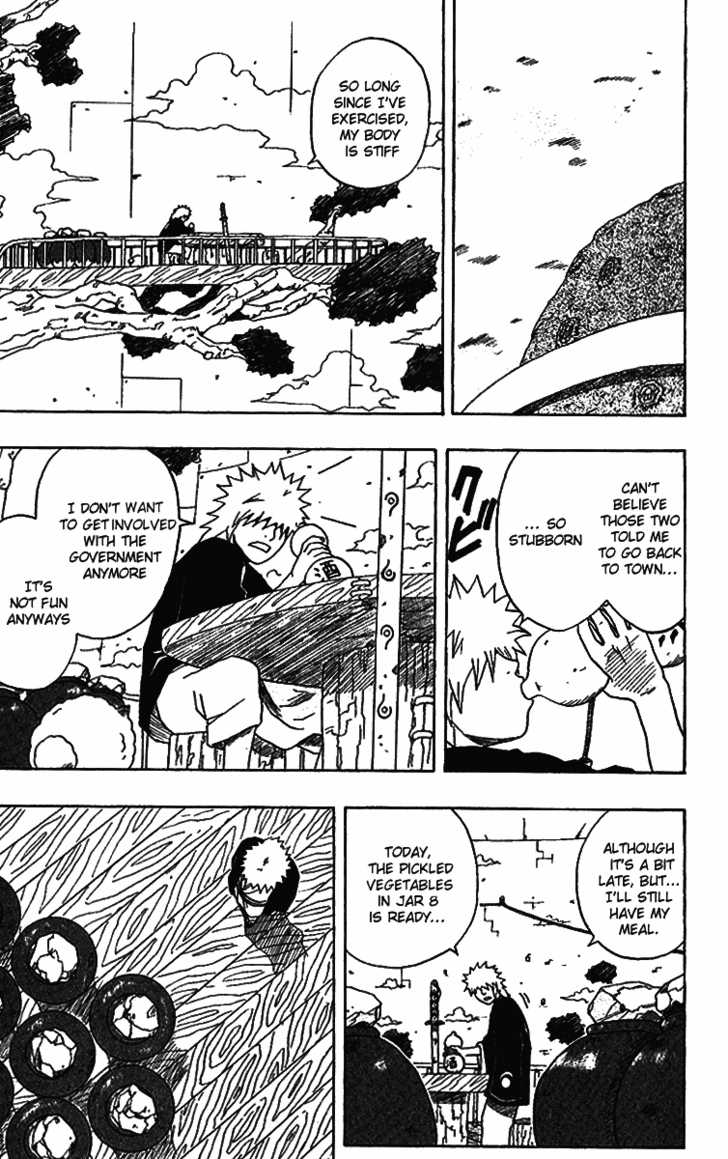 SO LONG
SINCE I'VE
EXERCISED,
MY BODY
IS STIFF
CAN'T
BELIEVE
THOSE TWO
TOLD ME
TO GO BACK
TO TOWN...
... SO
STUBBORN
I DON'T WANT
TO GET INVOLVED
WITH THE
GOVERNMENT
ANYMORE
IT'S
NOT FUN
ANYWAYS
酒
ALTHOUGH
IT'S A BIT
LATE, BUT...
I'LL STILL
HAVE MY
MEAL.
TODAY,
THE PICKLED
VEGETABLES
IN JAR 8
IS READY...
酒